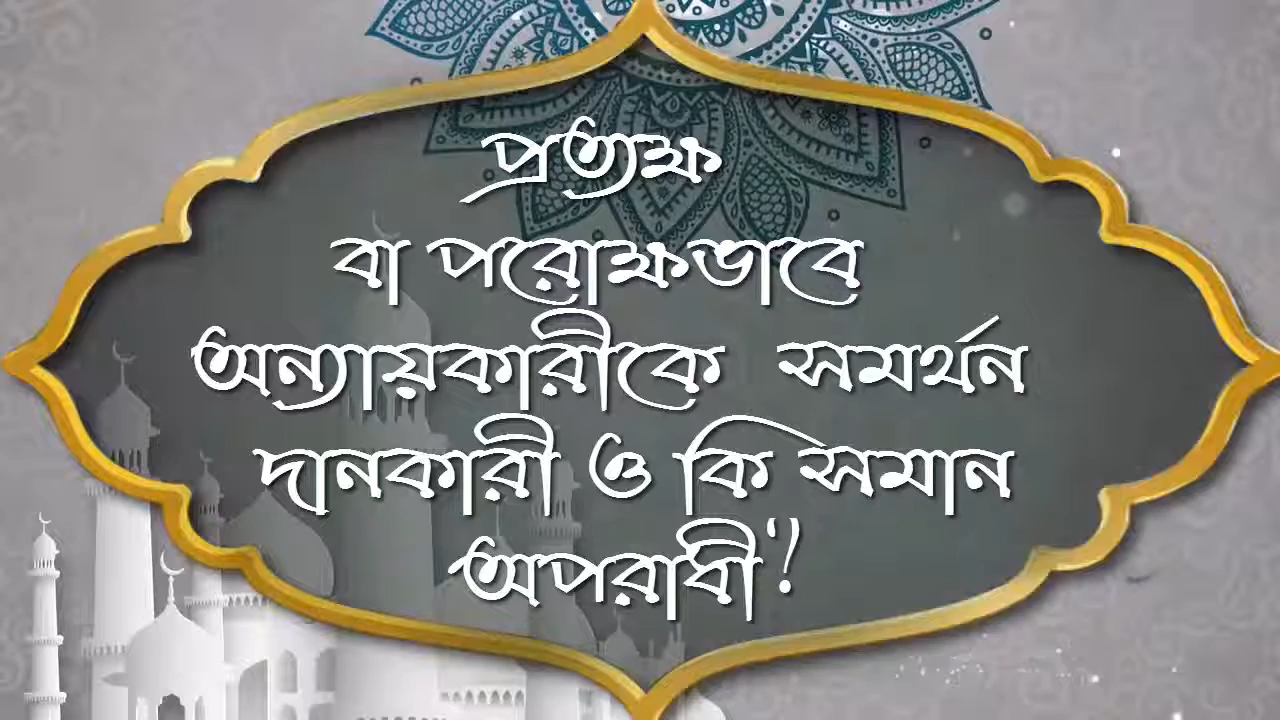 প্রত্যক্ষ
বা পরোক্ষভাবে
অন্যায়কারীকে সমর্থন
দানকারী ও কি সমান
অপরাধী?